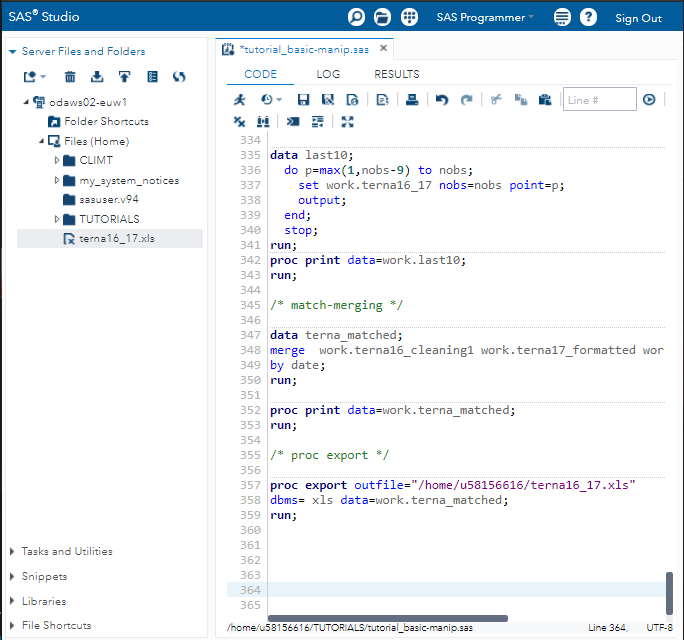 SAS® Studio
SAS Programmer
Sign Out
Server Files and Folders
odaws02-euw1
Folder Shortcuts
Files (Home)
CLIMT
my_system_notices
sasuser.v94
TUTORIALS
terna16_17.xls
Tasks and Utilities
Snippets
Libraries
File Shortcuts
*tutorial_basic-manip.sas
CODE LOG RESULTS
Line #
334
335 data last10;
336 do p=max(1,nobs-9) to nobs;
337 set work.terna16_17 nobs=nobs point=p;
338 output;
339 end;
340 stop;
341 run;
342 proc print data=work.last10;
343 run;
344
345 /* match-merging */
346
347 data terna_matched;
348 merge  work.terna16_cleaning1 work.terna17_formatted wor
349 by date;
350 run;
351
352 proc print data=work.terna_matched;
353 run;
354
355 /* proc export */
356
357 proc export outfile="/home/u58156616/terna16_17.xls"
358 dbms= xls data=work.terna_matched;
359 run;
360
361
362
363
364
365
/home/u58156616/TUTORIALS/tutorial_basic-manip.sas
Line 364,
UTF-8